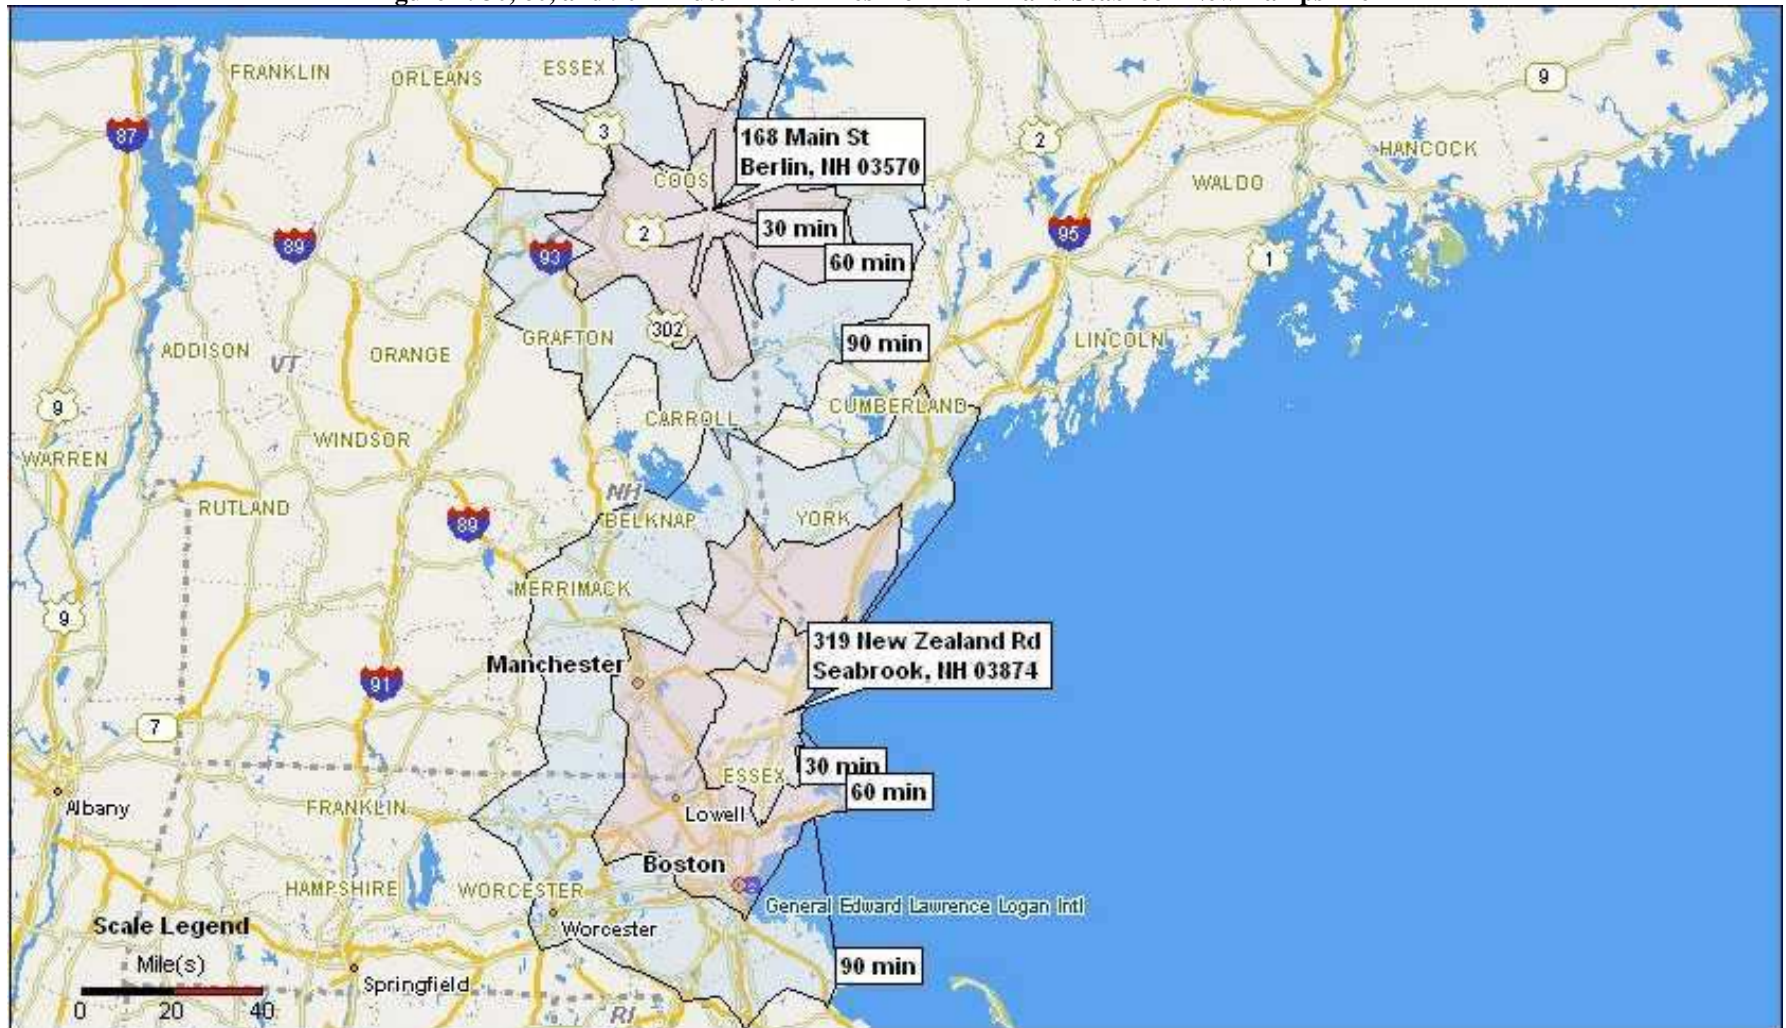 FRANKLIN
ORLEANS
ESSEX
9
87
3
2
168 Main St
Berlin, NH 03570
HANCOCK
COOS
WALDO
89
93
2
30 min
60 min
95
1
302
GRAFTON
90 min
LINCOLN
ADDISON
VT
ORANGE
9
CARROLL
CUMBERLAND
WINDSOR
WARREN
NH
RUTLAND
89
BELKNAP
YORK
MERRIMACK
9
319 New Zealand Rd
Seabrook, NH 03874
Manchester
91
7
30 min
ESSEX
60 min
Albany
FRANKLIN
Lowell
Boston
HAMPSHIRE
WORCESTER
General Edward Lawrence Logan Intl
Scale Legend
Worcester
Mile(s)
90 min
Springfield
0 20 40
RI